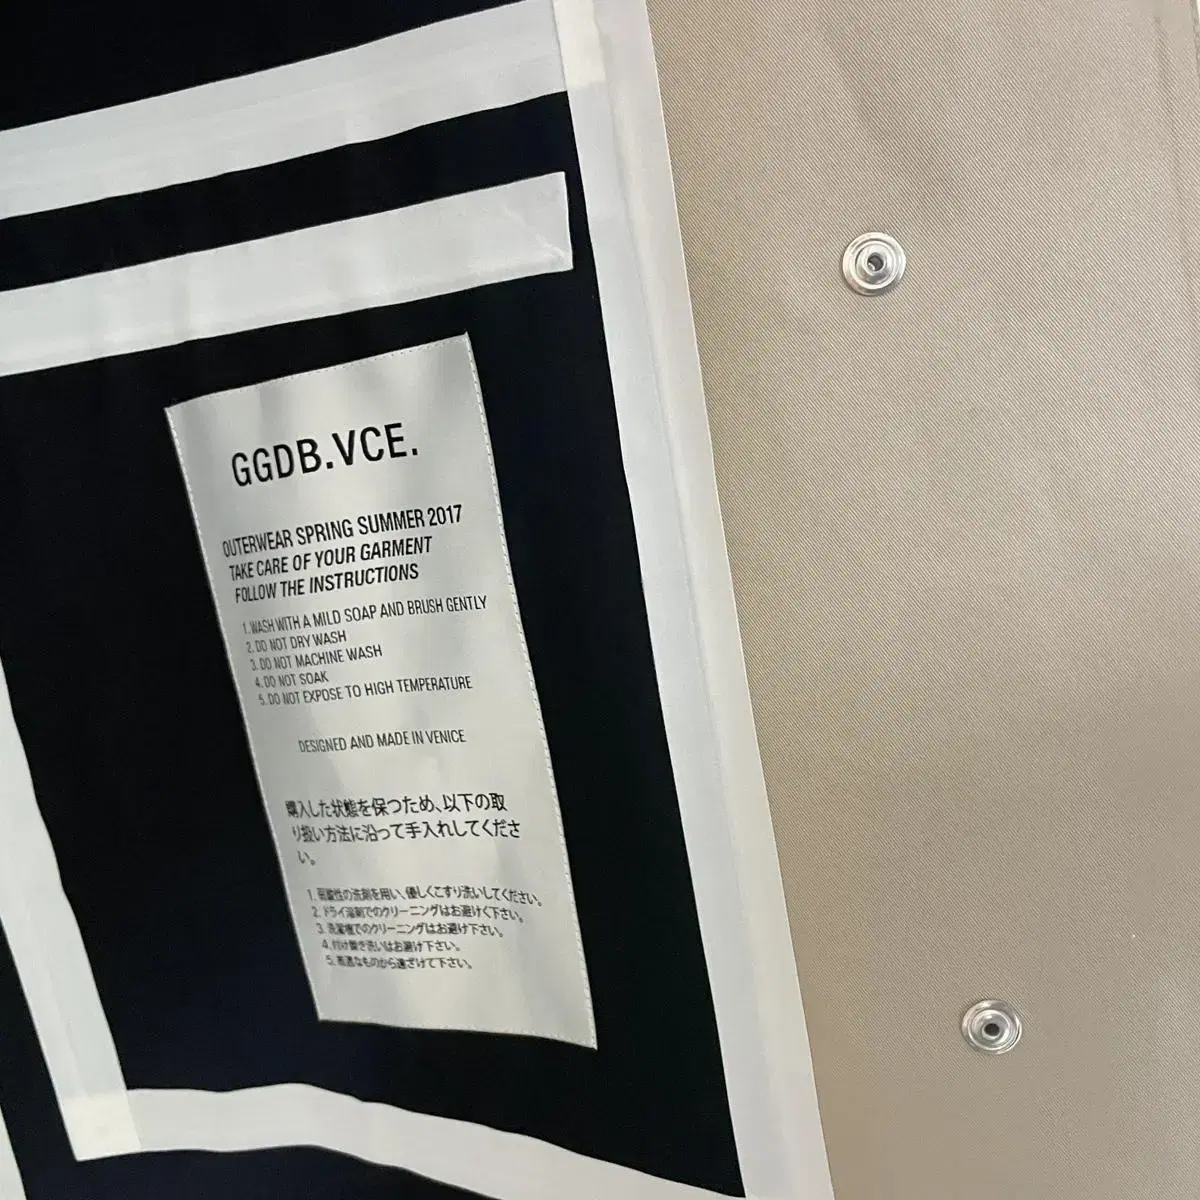 GGDB.VCE.
OUTERWEAR SPRING SUMMER 2017
TAKE CARE OF YOUR GARMENT
FOLLOW THE INSTRUCTIONS
1. WASH WITH A MILD SOAP AND BRUSH GENTLY
2. DO NOT DRY WASH
3. DO NOT MACHINE WASH
4. DO NOT SOAK
5. DO NOT EXPOSE TO HIGH TEMPERATURE
DESIGNED AND MADE IN VENICE
購入した状態を保つため、以下の取
り扱い方法に沿って手入れしてくださ
い。
1. 弱酸性の洗剤を用い、優しくこすり洗いしてください。
2. ドライ溶剤でのクリーニングはお避けく下さい。
3. 洗濯機でのクリーニングはお避け下さい。
4. 付け置き洗いはお避け下さい。
5. 高温なものから遠ざけて下さい。